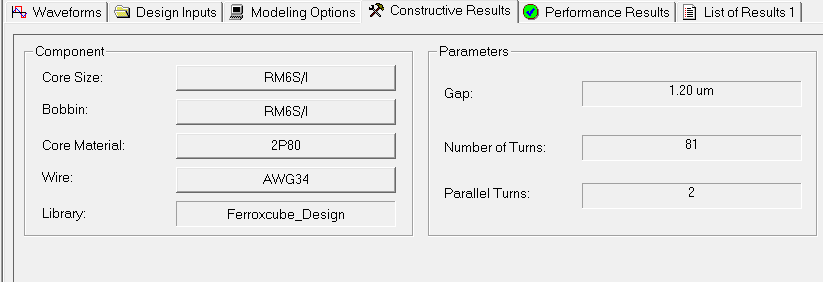 Waveforms Design Inputs Modeling Options Constructive Results Performance Results List of Results 1
Component
Core Size: RM6S/I
Bobbin: RM6S/I
Core Material: 2P80
Wire: AWG34
Library: Ferroxcube_Design
Parameters
Gap: 1.20 um
Number of Turns: 81
Parallel Turns: 2